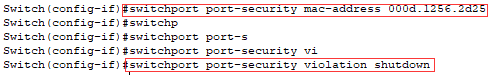 Switch(config-if)#switchport port-security mac-address 000d.1256.2d25
Switch(config-if)#switchp
Switch(config-if)#switchport port-s
Switch(config-if)#switchport port-security vi
Switch(config-if)#switchport port-security violation shutdown